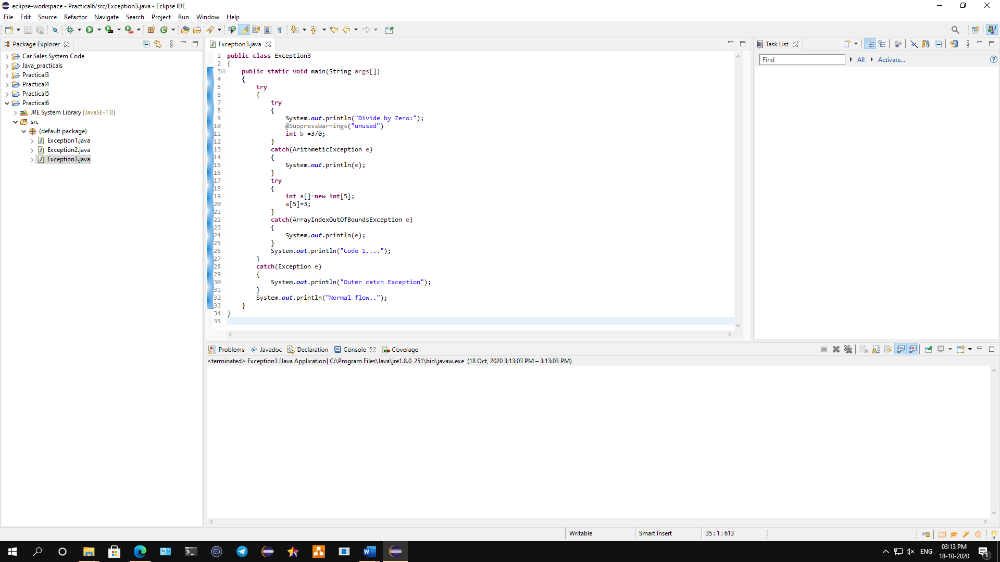 eclipse-workspace - Practical6/src/Exception3.java - Eclipse IDE
File Edit Source Refactor Navigate Search Project Run Window Help
Package Explorer
Car Sales System Code
Java_practicals
Practical3
Practical4
Practical5
Practical6
JRE System Library [JavaSE-1.8]
src
(default package)
Exception1.java
Exception2.java
Exception3.java
Exception3.java
1 public class Exception3
2 {
3 public static void main(String args[])
4 {
5 try
6 {
7 try
8 {
9 System.out.println("Divide by Zero:");
10 @SuppressWarnings("unused")
11 int b =3/0;
12 }
13 catch(ArithmeticException e)
14 {
15 System.out.println(e);
16 }
17 try
18 {
19 int a[]=new int[5];
20 a[5]=3;
21 }
22 catch(ArrayIndexOutOfBoundsException e)
23 {
24 System.out.println(e);
25 }
26 System.out.println("Code 1....");
27 }
28 catch(Exception e)
29 {
30 System.out.println("Outer catch Exception");
31 }
32 System.out.println("Normal flow..");
33 }
34 }
35
Task List
Find All Activate...
Problems @ Javadoc Declaration Console Coverage
<terminated> Exception3 [Java Application] C:\Program Files\Java\jre1.8.0_251\bin\javaw.exe (18 Oct, 2020 3:13:03 PM – 3:13:03 PM)
Writable Smart Insert 35 : 1 : 613
ENG
03:13 PM
18-10-2020
1